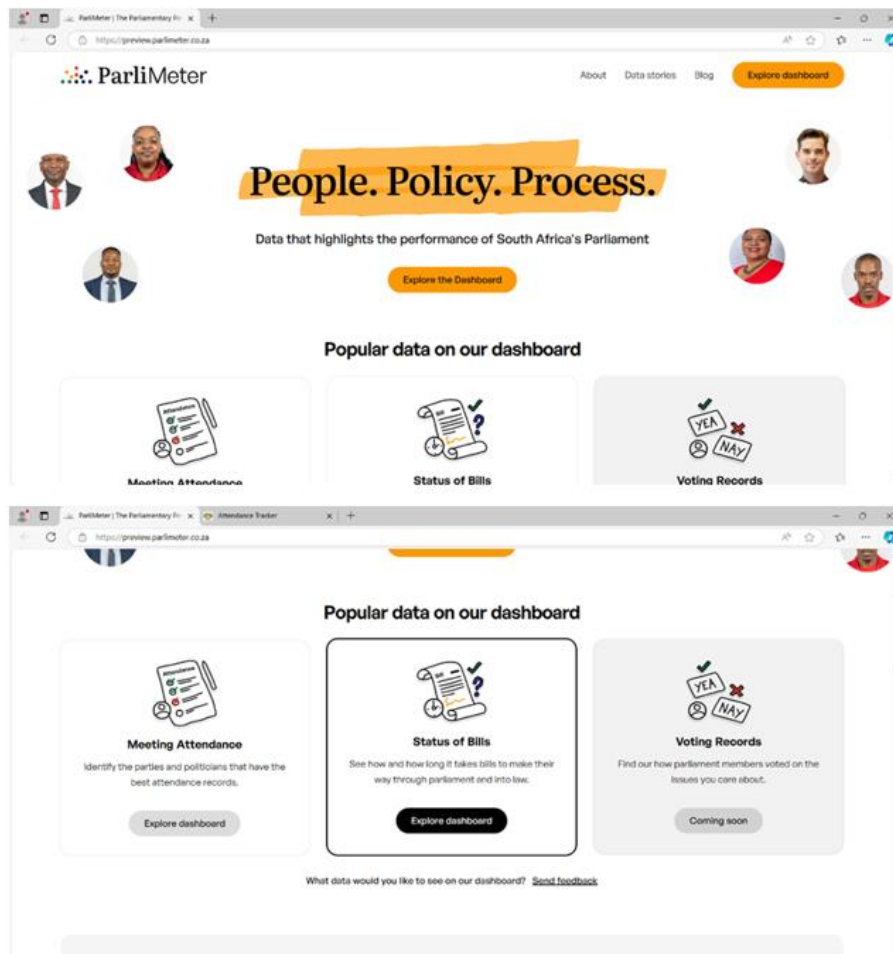 ParliMeter | The Parliamentary Pe
https://preview.parlimeter.co.za
ParliMeter
About Data stories Blog Explore dashboard
People. Policy. Process.
Data that highlights the performance of South Africa's Parliament
Explore the Dashboard
Popular data on our dashboard
Attendance
Bill
YEA
NAY
Meeting Attendance
Status of Bills
Voting Records
ParliMeter | The Parliamentary Pe
Attendance Tracker
https://preview.parlimeter.co.za
Popular data on our dashboard
Attendance
Bill
YEA
NAY
Meeting Attendance
Identify the parties and politicians that have the
best attendance records.
Explore dashboard
Status of Bills
See how and how long it takes bills to make their
way through parliament and into law.
Explore dashboard
Voting Records
Find our how parliament members voted on the
issues you care about.
Coming soon
What data would you like to see on our dashboard? Send feedback